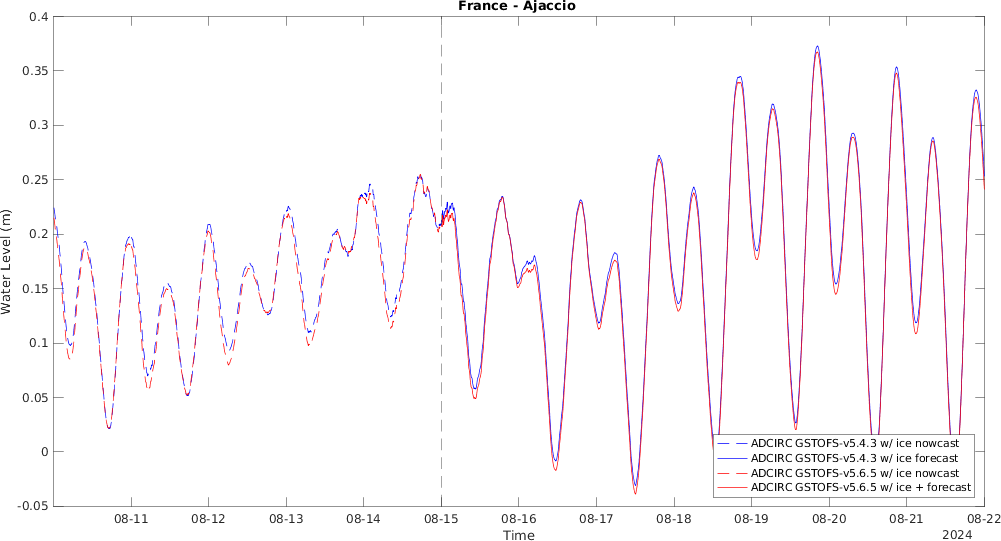 France - Ajaccio
0.4
0.35
0.3
0.25
0.2
0.15
0.1
0.05
0
-0.05
Water Level (m)
ADCIRC GSTOFS-v5.4.3 w/ ice nowcast
ADCIRC GSTOFS-v5.4.3 w/ ice forecast
ADCIRC GSTOFS-v5.6.5 w/ ice nowcast
ADCIRC GSTOFS-v5.6.5 w/ ice + forecast
08-11 08-12 08-13 08-14 08-15 08-16 08-17 08-18 08-19 08-20 08-21 08-22
Time
2024